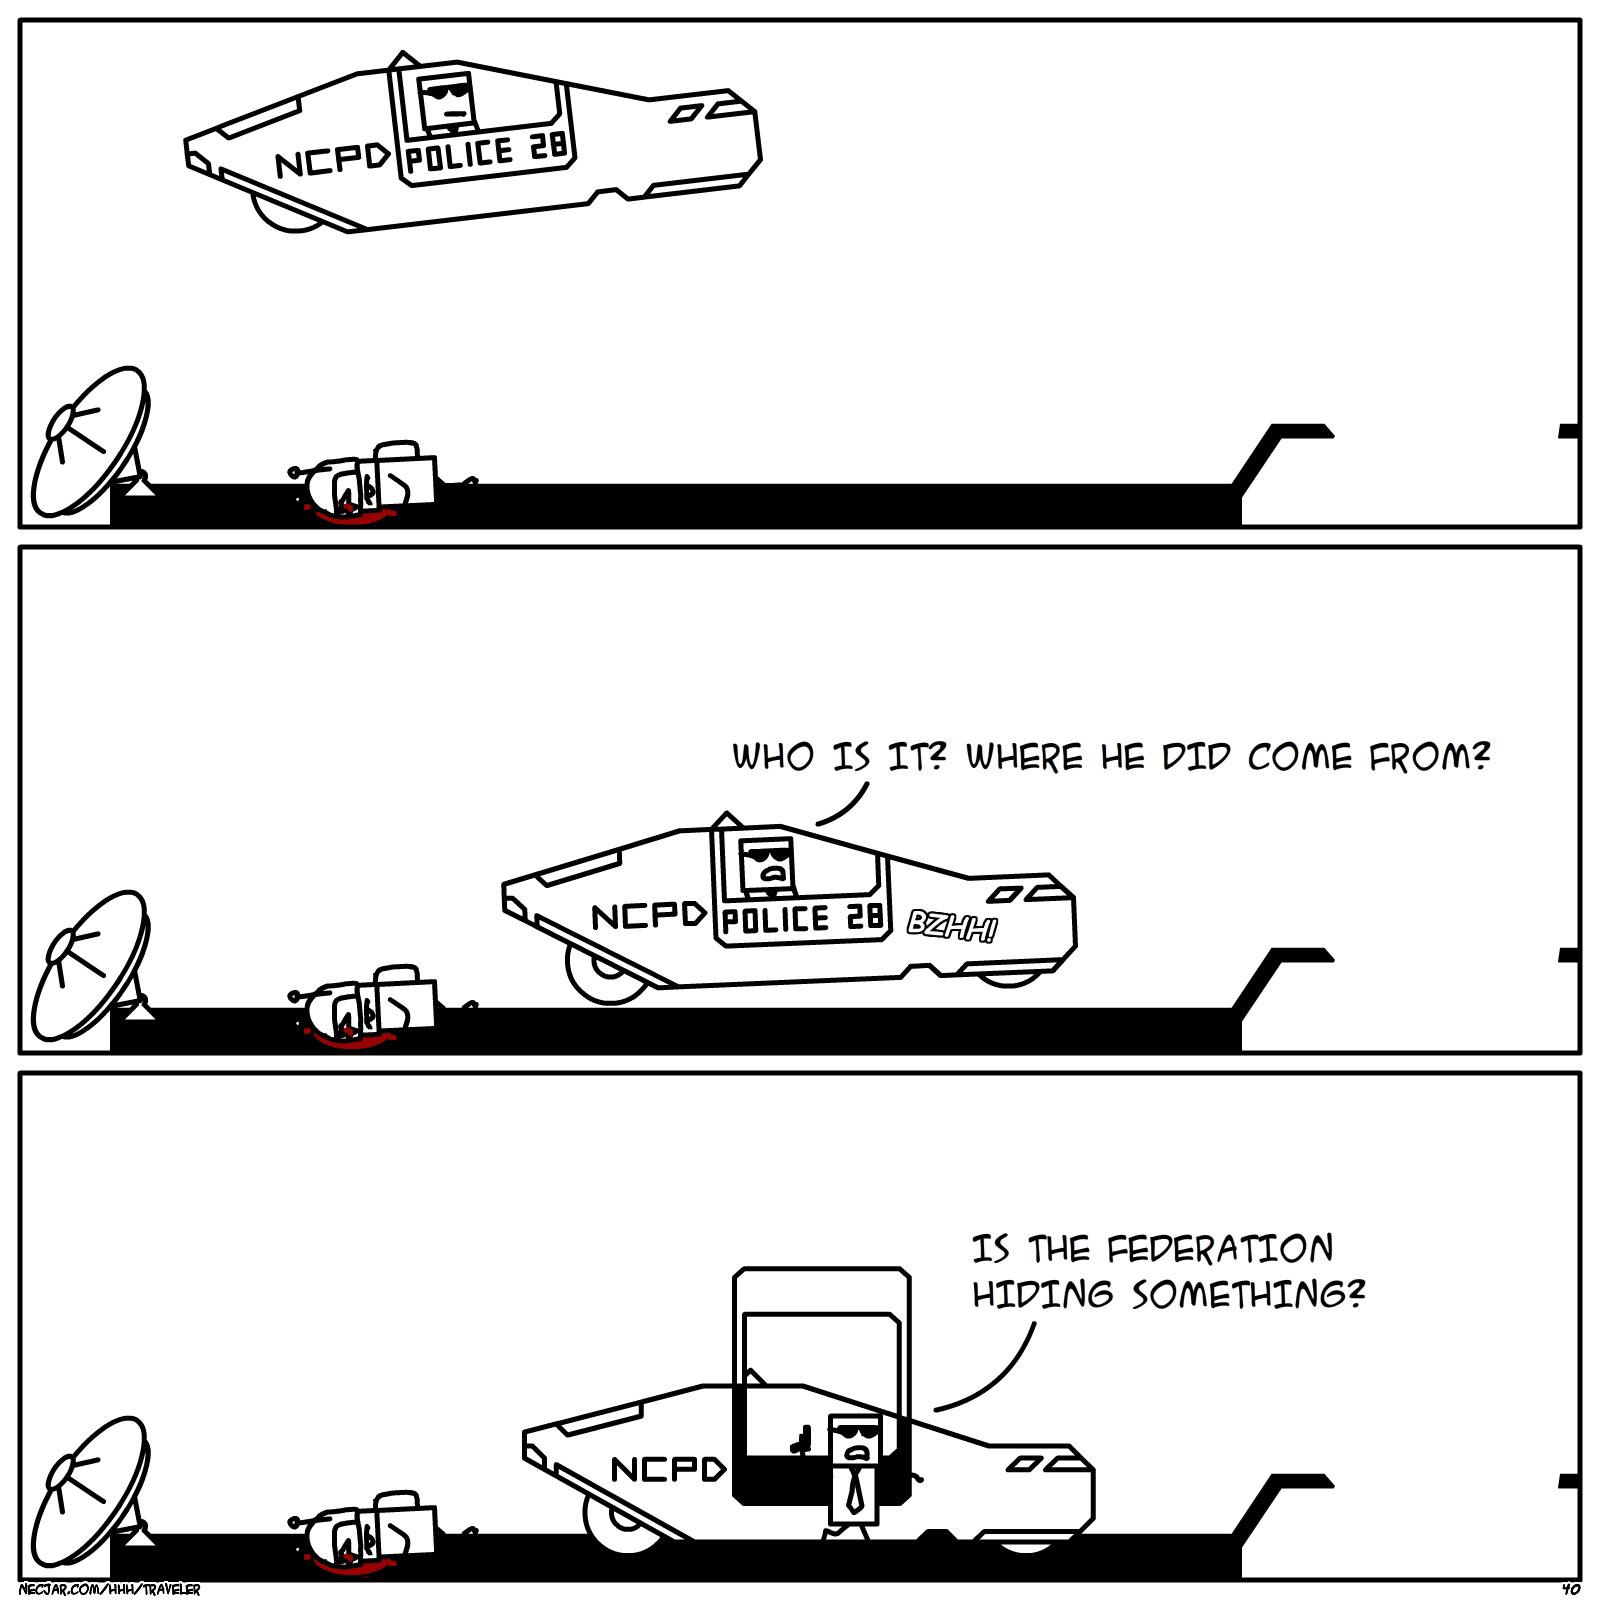 NCPD POLICE 28
WHO IS IT? WHERE HE DID COME FROM?
NCPD POLICE 28 BZHH!
IS THE FEDERATION
HIDING SOMETHING?
NCPD
NECJAR.COM/HHH/TRAVELER
40